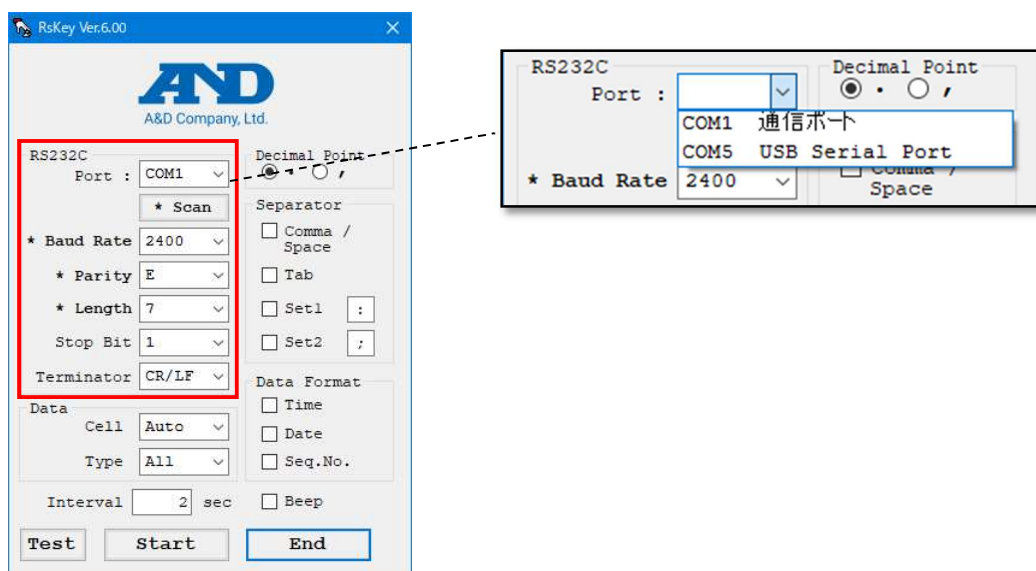 RsKey Ver.6.00
AND
A&D Company, Ltd.
RS232C
Port : COM1
* Scan
* Baud Rate 2400
* Parity E
* Length 7
Stop Bit 1
Terminator CR/LF
Data
Cell Auto
Type All
Interval 2 sec
Decimal Point
. ,
Separator
Comma /
Space
Tab
Set1 :
Set2 ;
Data Format
Time
Date
Seq.No.
Beep
Test Start End
RS232C
Port :
COM1 通信ポート
COM5 USB Serial Port
* Baud Rate 2400
Decimal Point
. ,
Comma /
Space